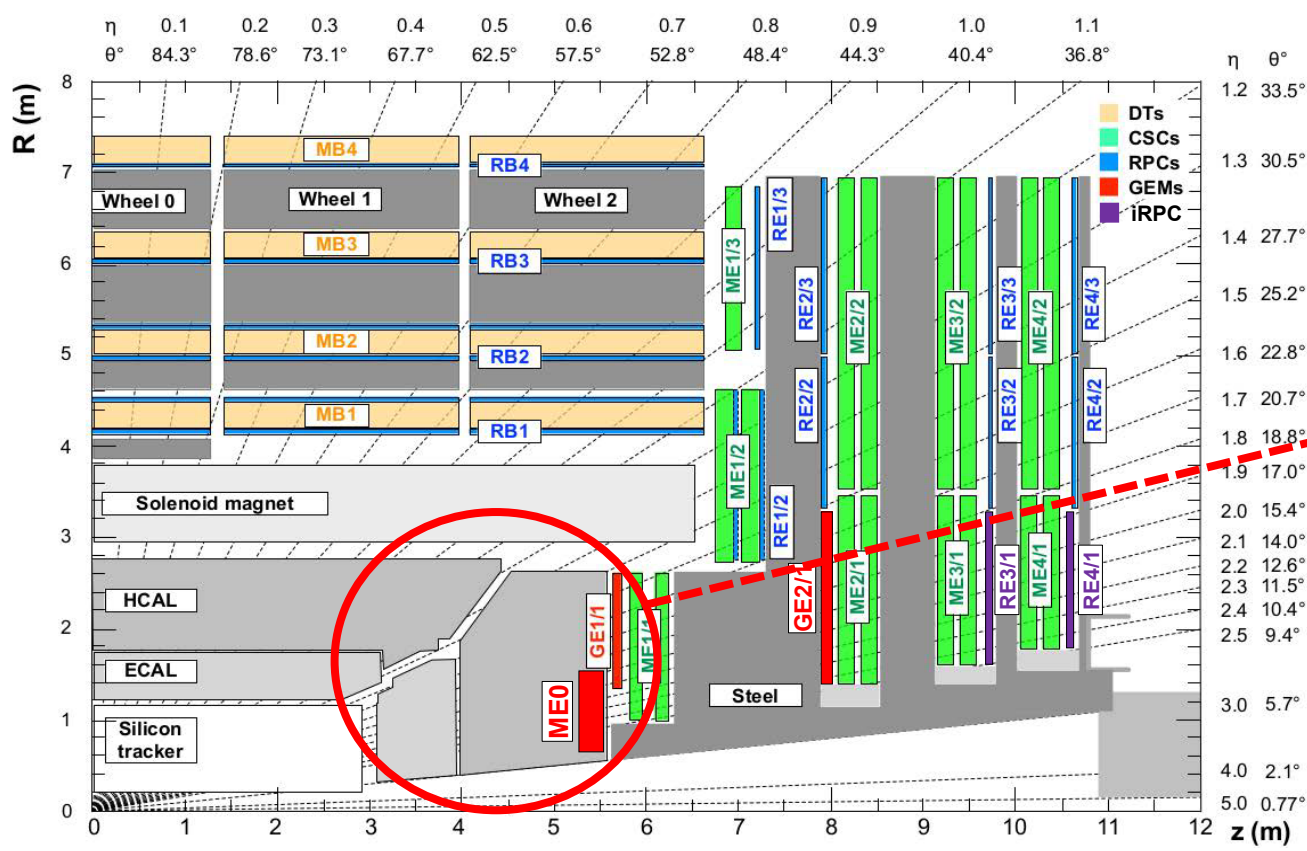 η 0.1 0.2 0.3 0.4 0.5 0.6 0.7 0.8 0.9 1.0 1.1
θ° 84.3° 78.6° 73.1° 67.7° 62.5° 57.5° 52.8° 48.4° 44.3° 40.4° 36.8° η θ°
R (m)
8
7
6
5
4
3
2
1
0
1.2 33.5°
1.3 30.5°
1.4 27.7°
1.5 25.2°
1.6 22.8°
1.7 20.7°
1.8 18.8°
1.9 17.0°
2.0 15.4°
2.1 14.0°
2.2 12.6°
2.3 11.5°
2.4 10.4°
2.5 9.4°
3.0 5.7°
4.0 2.1°
5.0 0.77°
DTs
CSCs
RPCs
GEMs
iRPC
MB4
RB4
Wheel 0 Wheel 1 Wheel 2
MB3
RB3
MB2
RB2
MB1
RB1
Solenoid magnet
HCAL
ECAL
Silicon
tracker
Steel
ME0
GE1/1
ME1/1
ME1/2
ME1/3
RE1/3
RE1/2
RE2/3
RE2/2
GE2/1
ME2/2
ME2/1
ME3/2
ME3/1
RE3/3
RE3/2
RE3/1
ME4/2
ME4/1
RE4/3
RE4/2
RE4/1
0 1 2 3 4 5 6 7 8 9 10 11 12
z (m)